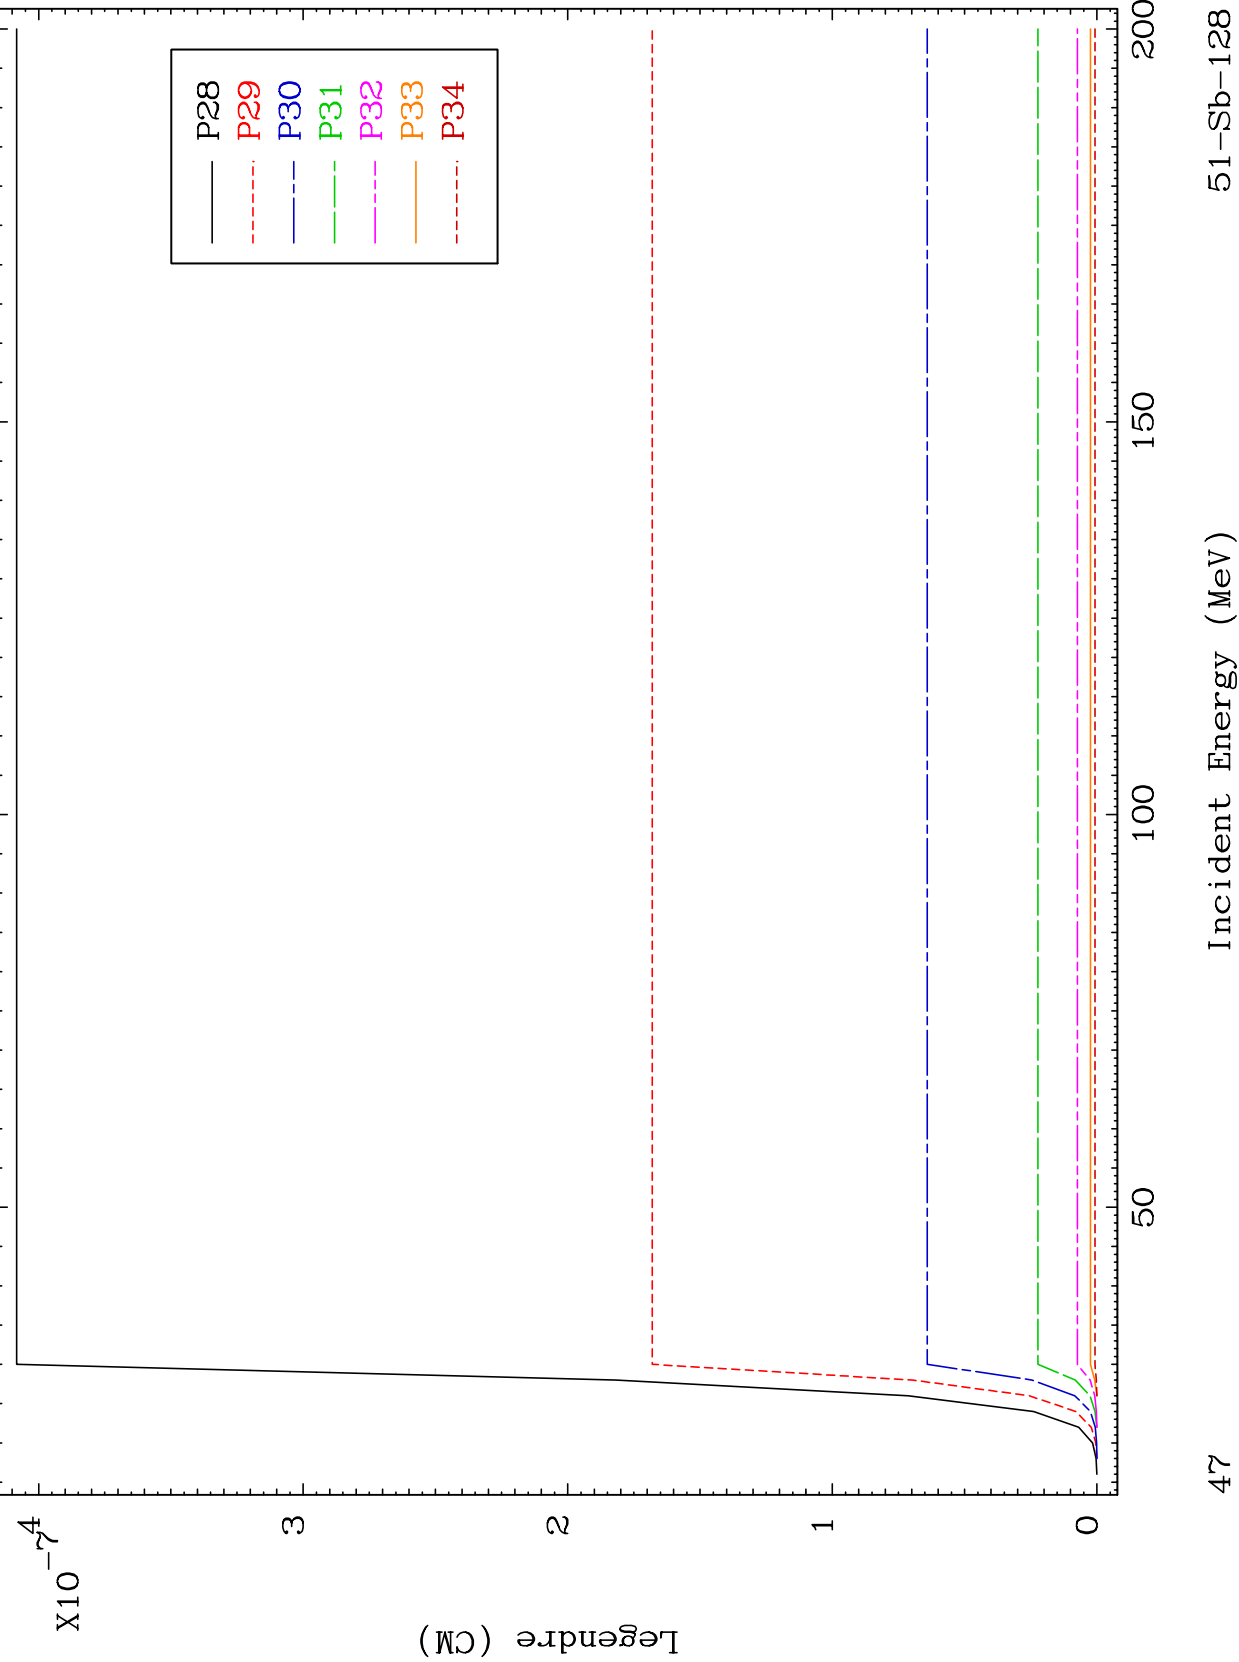 P28
P29
P30
P31
P32
P33
P34
4
3
2
1
0
X10-7
Legendre (CM)
50
100
150
200
Incident Energy (MeV)
47
51-Sb-128